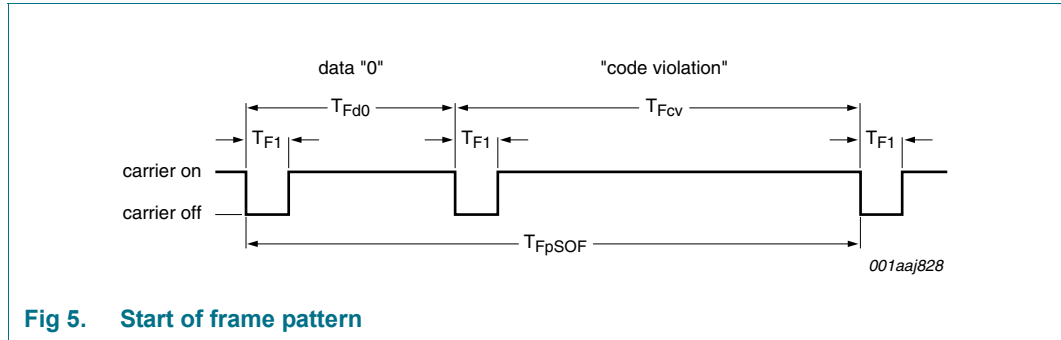 data "0" "code violation"
TFd0 TFcv
TF1 TF1 TF1
carrier on
carrier off
TFpSOF
001aaj828
Fig 5. Start of frame pattern